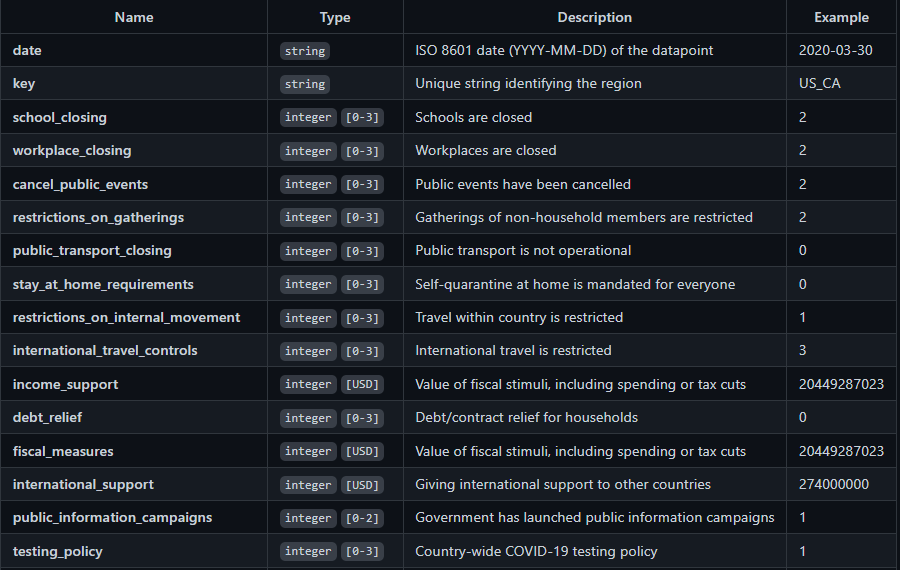 Name Type Description Example
date string ISO 8601 date (YYYY-MM-DD) of the datapoint 2020-03-30
key string Unique string identifying the region US_CA
school_closing integer [0-3] Schools are closed 2
workplace_closing integer [0-3] Workplaces are closed 2
cancel_public_events integer [0-3] Public events have been cancelled 2
restrictions_on_gatherings integer [0-3] Gatherings of non-household members are restricted 2
public_transport_closing integer [0-3] Public transport is not operational 0
stay_at_home_requirements integer [0-3] Self-quarantine at home is mandated for everyone 0
restrictions_on_internal_movement integer [0-3] Travel within country is restricted 1
international_travel_controls integer [0-3] International travel is restricted 3
income_support integer [USD] Value of fiscal stimuli, including spending or tax cuts 20449287023
debt_relief integer [0-3] Debt/contract relief for households 0
fiscal_measures integer [USD] Value of fiscal stimuli, including spending or tax cuts 20449287023
international_support integer [USD] Giving international support to other countries 274000000
public_information_campaigns integer [0-2] Government has launched public information campaigns 1
testing_policy integer [0-3] Country-wide COVID-19 testing policy 1